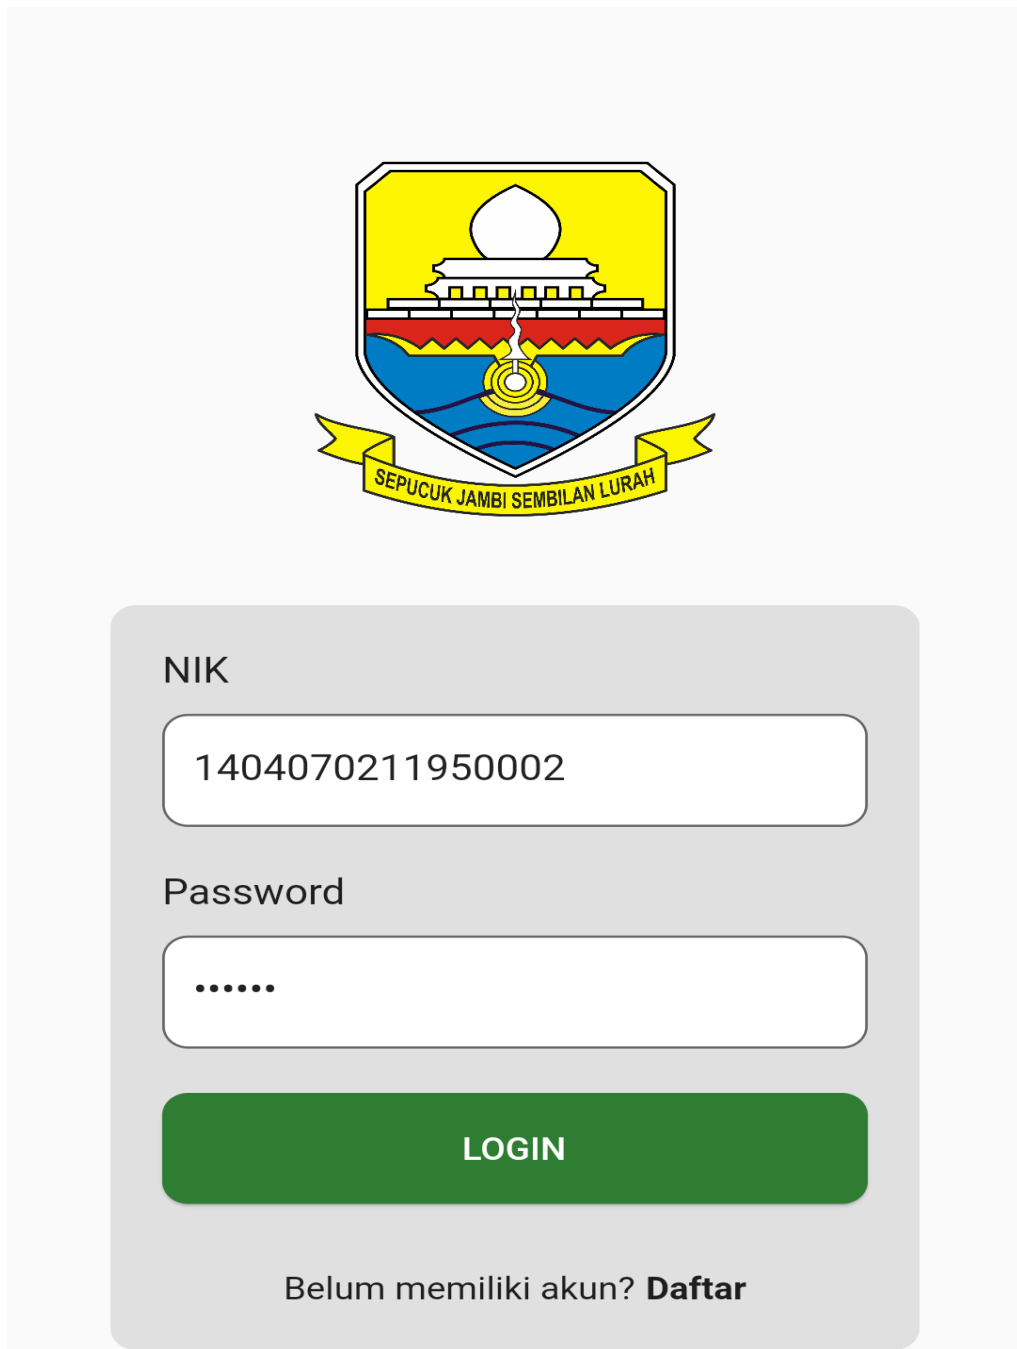 SEPUCUK JAMBI SEMBILAN LURAH
NIK
1404070211950002
Password
••••••
LOGIN
Belum memiliki akun? Daftar